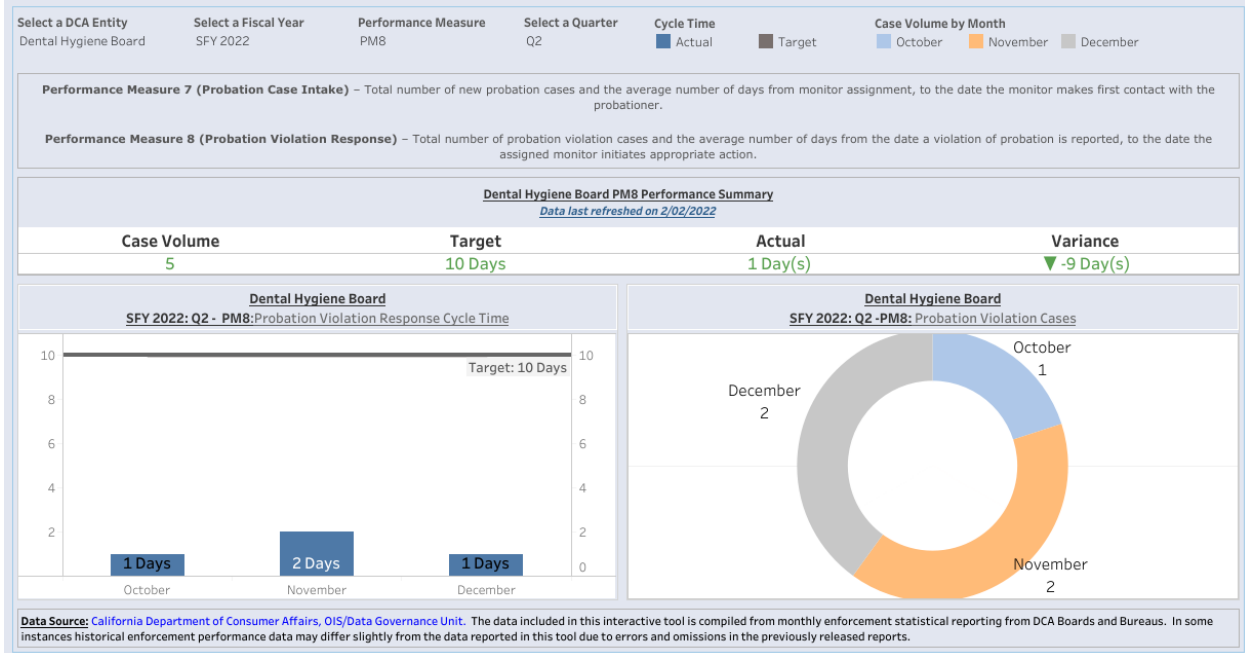 Select a DCA Entity Select a Fiscal Year Performance Measure Select a Quarter Cycle Time Case Volume by Month
Dental Hygiene Board SFY 2022 PM8 Q2 Actual Target October November December
Performance Measure 7 (Probation Case Intake) – Total number of new probation cases and the average number of days from monitor assignment, to the date the monitor makes first contact with the
probationer.
Performance Measure 8 (Probation Violation Response) – Total number of probation violation cases and the average number of days from the date a violation of probation is reported, to the date the
assigned monitor initiates appropriate action.
Dental Hygiene Board PM8 Performance Summary
Data last refreshed on 2/02/2022
Case Volume Target Actual Variance
5 10 Days 1 Day(s) ▼ -9 Day(s)
Dental Hygiene Board
SFY 2022: Q2 - PM8:Probation Violation Response Cycle Time
10 10
Target: 10 Days
8 8
6 6
4 4
2 2
0
1 Days 2 Days 1 Days
October November December
Dental Hygiene Board
SFY 2022: Q2 -PM8: Probation Violation Cases
October
1
December
2
November
2
Data Source: California Department of Consumer Affairs, OIS/Data Governance Unit. The data included in this interactive tool is compiled from monthly enforcement statistical reporting from DCA Boards and Bureaus. In some
instances historical enforcement performance data may differ slightly from the data reported in this tool due to errors and omissions in the previously released reports.